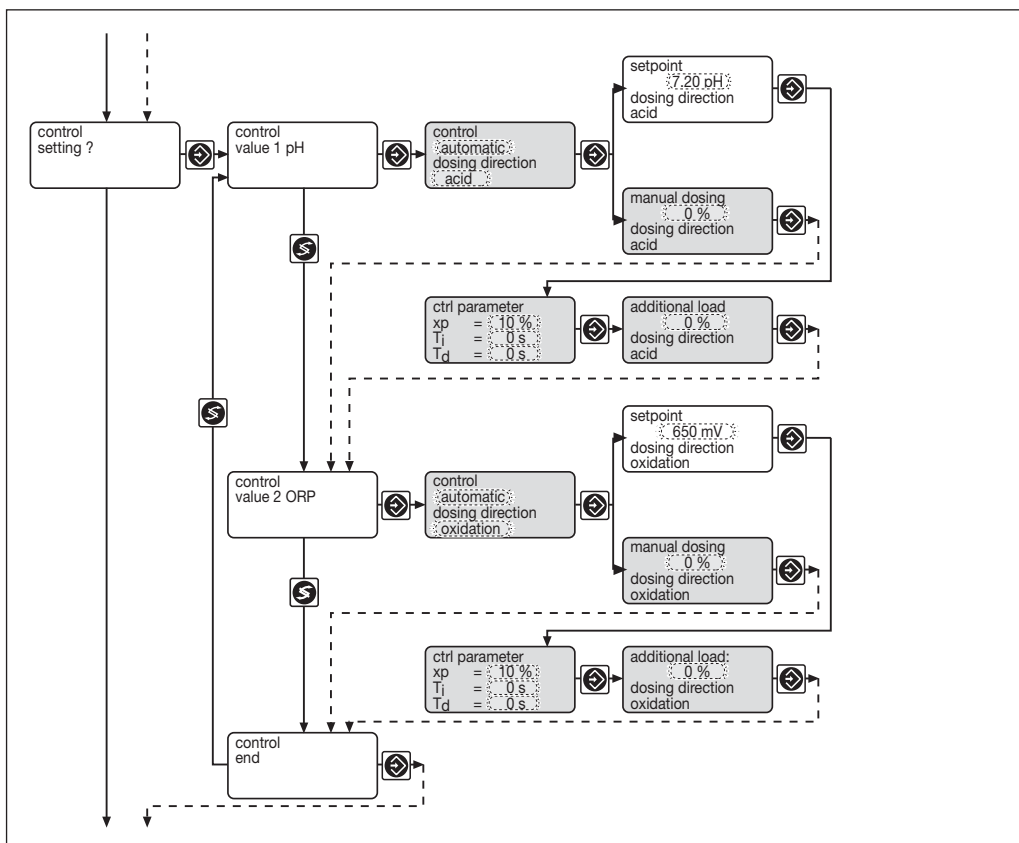 control
setting ?
control
value 1 pH
control
automatic
dosing direction
acid
setpoint
7.20 pH
dosing direction
acid
manual dosing
0 %
dosing direction
acid
ctrl parameter
xp = 10 %
Ti = 0 s
Td = 0 s
additional load
0 %
dosing direction
acid
control
value 2 ORP
control
automatic
dosing direction
oxidation
setpoint
650 mV
dosing direction
oxidation
manual dosing
0 %
dosing direction
oxidation
ctrl parameter
xp = 10 %
Ti = 0 s
Td = 0 s
additional load:
0 %
dosing direction
oxidation
control
end